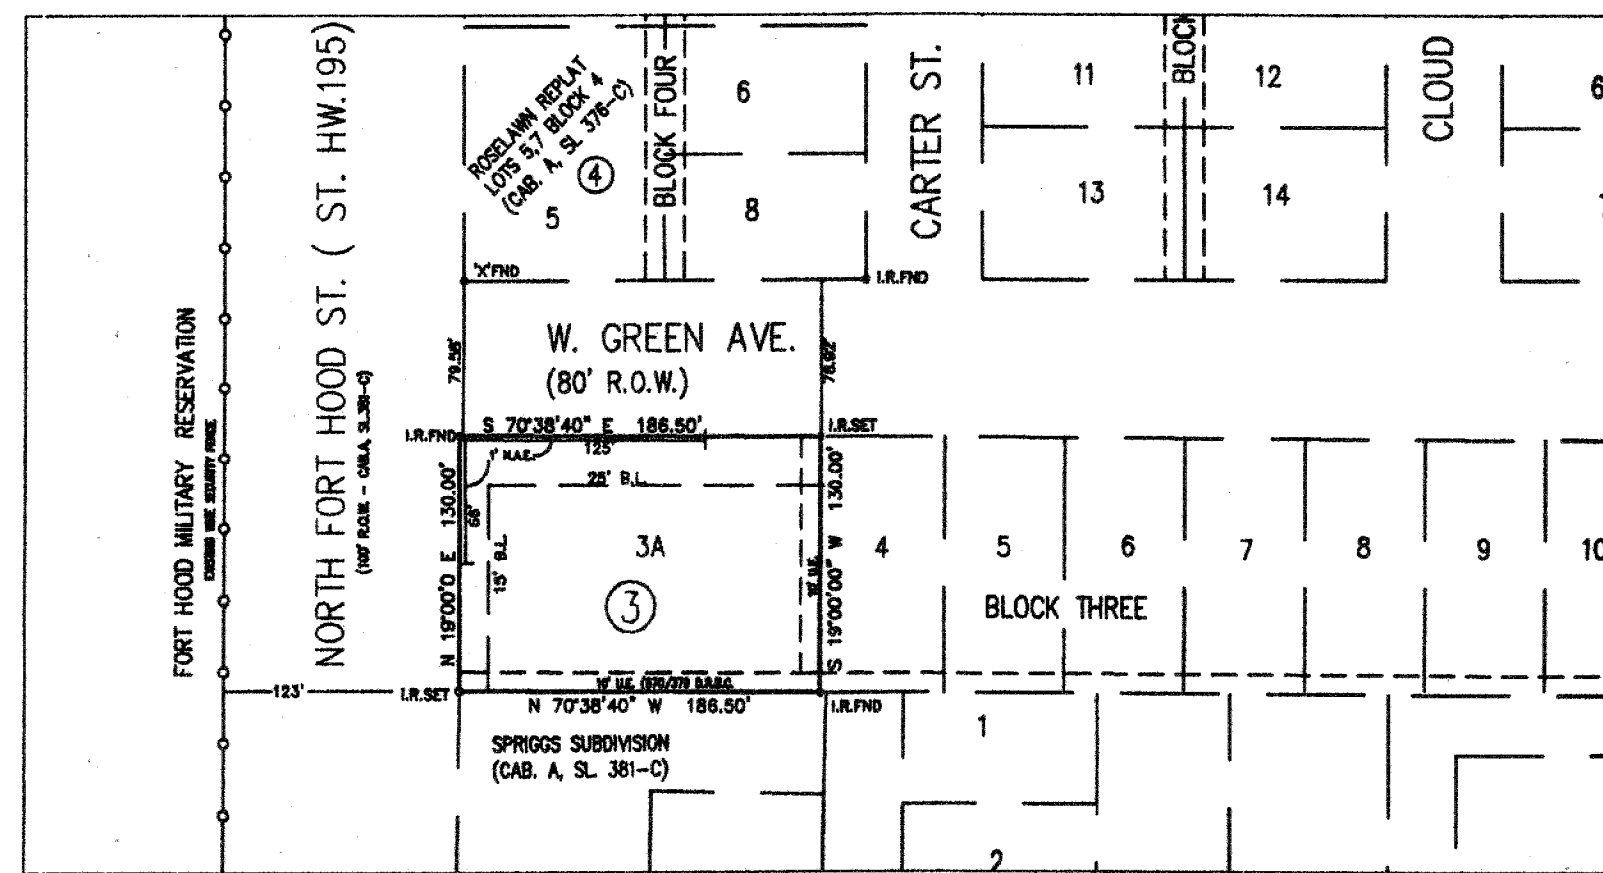 FORT HOOD MILITARY RESERVATION
NORTH FORT HOOD ST. ( ST. HW.195)
(100' R.O.W. - CAB.A, SL.381-C)
ROSELAWN REPLAT
LOTS 5,7 BLOCK 4
(CAB. A, SL 376-C)
4
5
BLOCK FOUR
6
8
CARTER ST.
11
13
BLOCK
12
14
CLOUD
6
'X'FND
I.R.FND
W. GREEN AVE.
(80' R.O.W.)
79.58'
78.92'
I.R.FND
S 70°38'40" E 186.50'
I.R.SET
125'
1' N.A.E.
25' B.L.
N 19°00'0 E 130.00'
68'
15' B.L.
3A
3
10' U.E.
S 19°00'00" W 130.00'
4
5
6
7
8
9
10
BLOCK THREE
123'
I.R.SET
10' U.E. (570/379 D.R.B.C.
N 70°38'40" W 186.50'
I.R.FND
SPRIGGS SUBDIVISION
(CAB. A, SL 381-C)
1
2